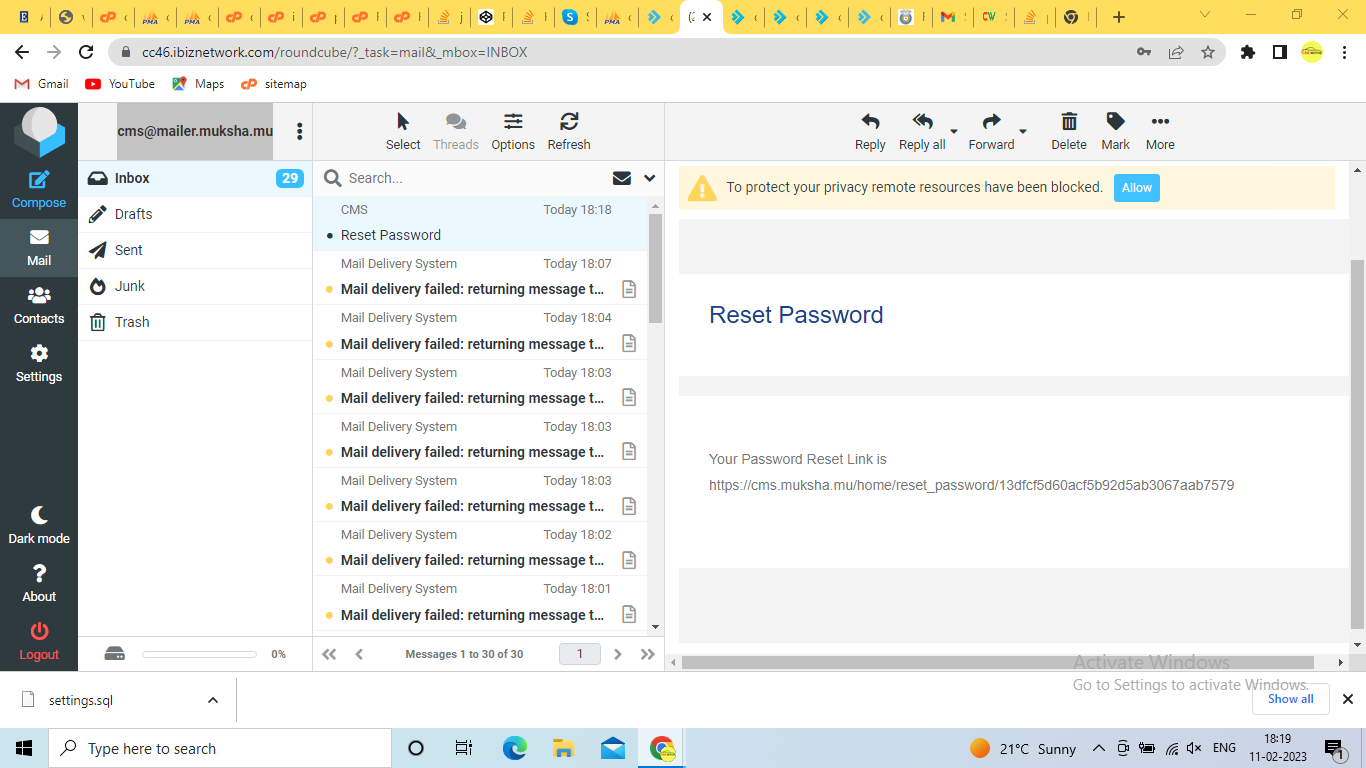 cc46.ibiznetwork.com/roundcube/?_task=mail&_mbox=INBOX
Gmail
YouTube
Maps
sitemap
cms@mailer.muksha.mu
Compose
Mail
Contacts
Settings
Dark mode
About
Logout
Inbox
29
Drafts
Sent
Junk
Trash
0%
Select
Threads
Options
Refresh
Search...
CMS Today 18:18
Reset Password
Mail Delivery System Today 18:07
Mail delivery failed: returning message t...
Mail Delivery System Today 18:04
Mail delivery failed: returning message t...
Mail Delivery System Today 18:03
Mail delivery failed: returning message t...
Mail Delivery System Today 18:03
Mail delivery failed: returning message t...
Mail Delivery System Today 18:03
Mail delivery failed: returning message t...
Mail Delivery System Today 18:02
Mail delivery failed: returning message t...
Mail Delivery System Today 18:01
Mail delivery failed: returning message t...
Messages 1 to 30 of 30
1
Reply
Reply all
Forward
Delete
Mark
More
To protect your privacy remote resources have been blocked.
Allow
Reset Password
Your Password Reset Link is
https://cms.muksha.mu/home/reset_password/13dfcf5d60acf5b92d5ab3067aab7579
Activate Windows
Go to Settings to activate Windows.
settings.sql
Show all
Type here to search
21°C Sunny
ENG
18:19
11-02-2023
1